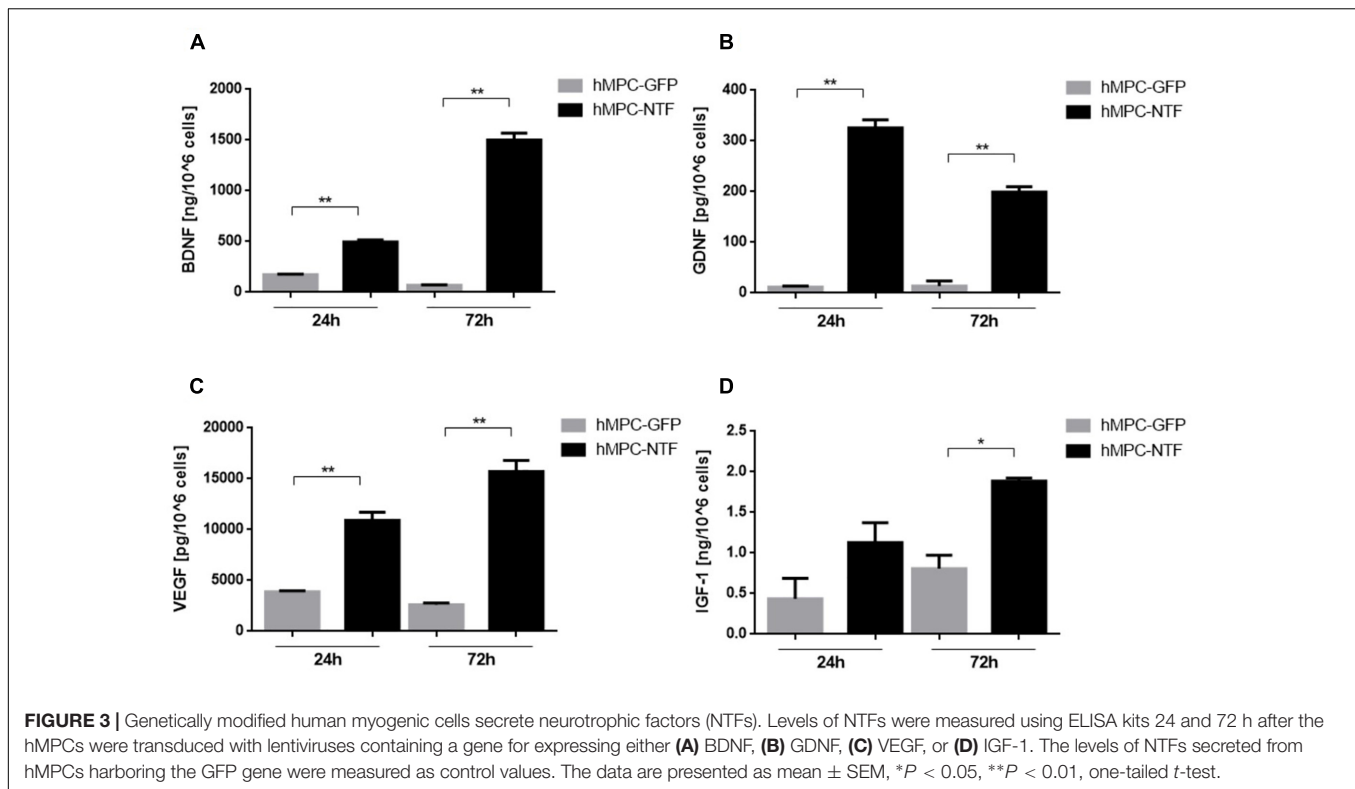 A
BDNF [ng/10^6 cells]
2000
1500
1000
500
0
**
**
24h
72h
hMPC-GFP
hMPC-NTF
B
GDNF [pg/10^6 cells]
400
300
200
100
0
**
**
24h
72h
hMPC-GFP
hMPC-NTF
C
VEGF [pg/10^6 cells]
20000
15000
10000
5000
0
**
**
24h
72h
hMPC-GFP
hMPC-NTF
D
IGF-1 [ng/10^6 cells]
2.5
2.0
1.5
1.0
0.5
0.0
*
24h
72h
hMPC-GFP
hMPC-NTF
FIGURE 3 | Genetically modified human myogenic cells secrete neurotrophic factors (NTFs). Levels of NTFs were measured using ELISA kits 24 and 72 h after the
hMPCs were transduced with lentiviruses containing a gene for expressing either (A) BDNF, (B) GDNF, (C) VEGF, or (D) IGF-1. The levels of NTFs secreted from
hMPCs harboring the GFP gene were measured as control values. The data are presented as mean ± SEM, *P < 0.05, **P < 0.01, one-tailed t-test.